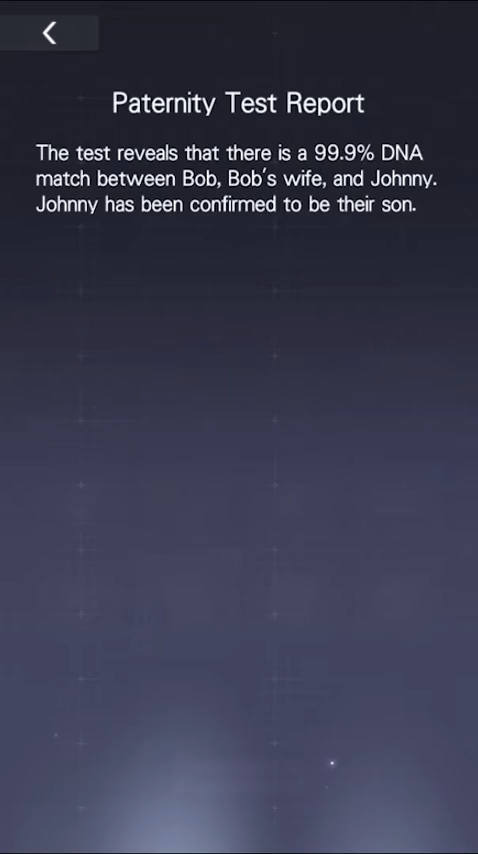 Paternity Test Report
The test reveals that there is a 99.9% DNA
match between Bob, Bob's wife, and Johnny.
Johnny has been confirmed to be their son.